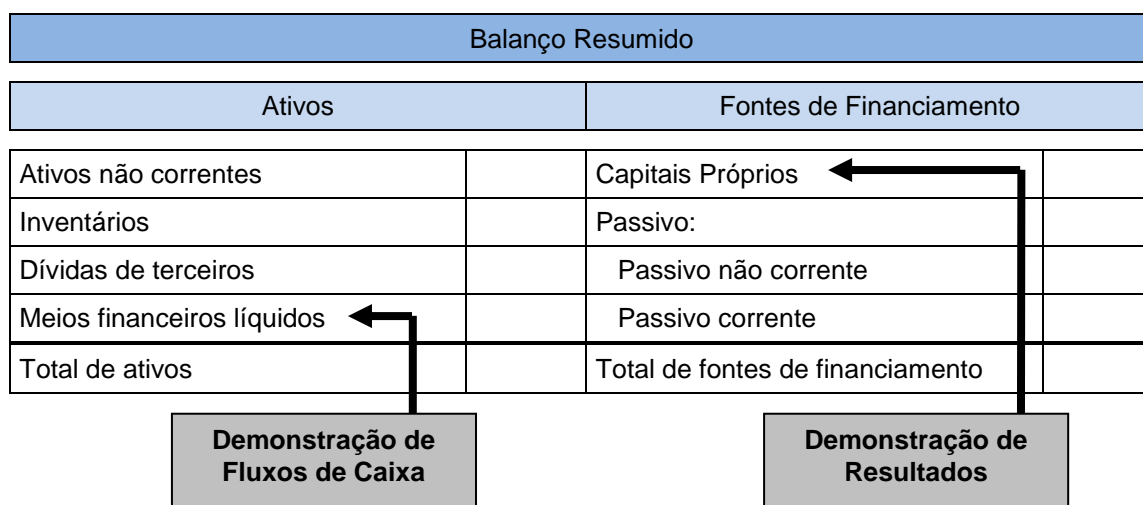 Balanço Resumido
Ativos Fontes de Financiamento
Ativos não correntes Capitais Próprios
Inventários Passivo:
Dívidas de terceiros Passivo não corrente
Meios financeiros líquidos Passivo corrente
Total de ativos Total de fontes de financiamento
Demonstração de
Fluxos de Caixa
Demonstração de
Resultados